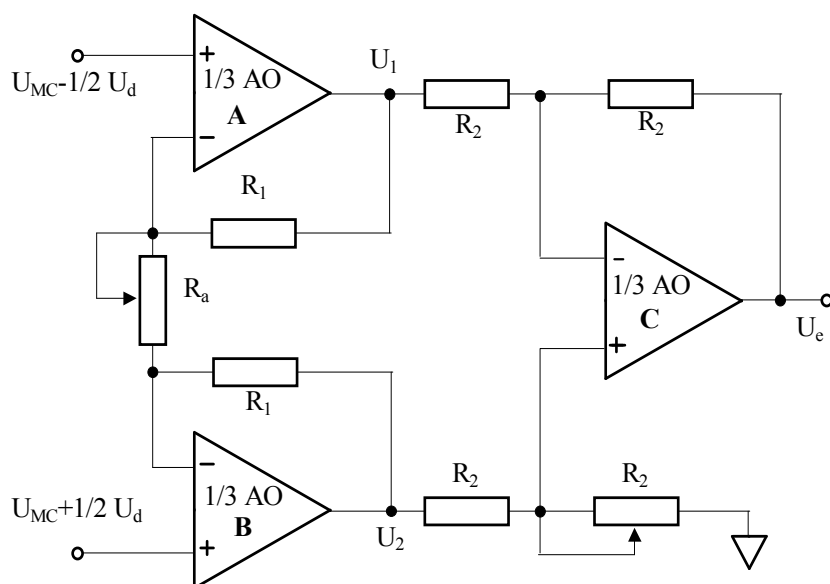 +
U_MC-1/2 U_d
1/3 AO
A
-
U_1
R_2
R_2
R_1
R_a
-
1/3 AO
C
+
U_e
R_1
-
U_MC+1/2 U_d
1/3 AO
B
+
U_2
R_2
R_2